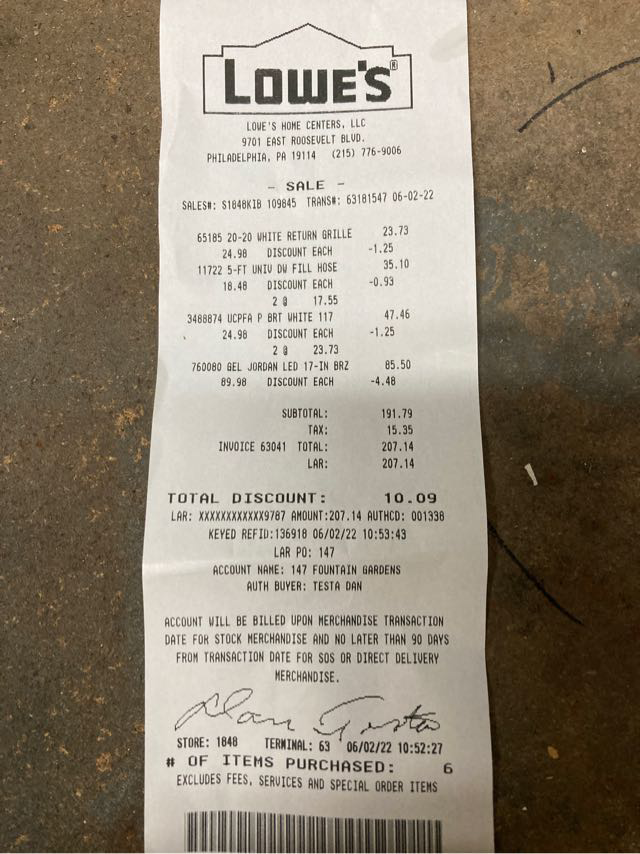 LOWE'S®
LOWE'S HOME CENTERS, LLC
9701 EAST ROOSEVELT BLVD.
PHILADELPHIA, PA 19114 (215) 776-9006
- SALE -
SALES#: S1848KIB 109845 TRANS#: 63181547 06-02-22
65185 20-20 WHITE RETURN GRILLE 23.73
24.98 DISCOUNT EACH -1.25
11722 5-FT UNIV DW FILL HOSE 35.10
18.48 DISCOUNT EACH -0.93
2 @ 17.55
3488874 UCPFA P BRT WHITE 117 47.46
24.98 DISCOUNT EACH -1.25
2 @ 23.73
760080 GEL JORDAN LED 17-IN BRZ 85.50
89.98 DISCOUNT EACH -4.48
SUBTOTAL: 191.79
TAX: 15.35
INVOICE 63041 TOTAL: 207.14
LAR: 207.14
TOTAL DISCOUNT: 10.09
LAR: XXXXXXXXXXXX9787 AMOUNT:207.14 AUTHCD: 001338
KEYED REFID:136918 06/02/22 10:53:43
LAR PO: 147
ACCOUNT NAME: 147 FOUNTAIN GARDENS
AUTH BUYER: TESTA DAN
ACCOUNT WILL BE BILLED UPON MERCHANDISE TRANSACTION
DATE FOR STOCK MERCHANDISE AND NO LATER THAN 90 DAYS
FROM TRANSACTION DATE FOR SOS OR DIRECT DELIVERY
MERCHANDISE.
Dan Testa
STORE: 1848 TERMINAL: 63 06/02/22 10:52:27
# OF ITEMS PURCHASED: 6
EXCLUDES FEES, SERVICES AND SPECIAL ORDER ITEMS